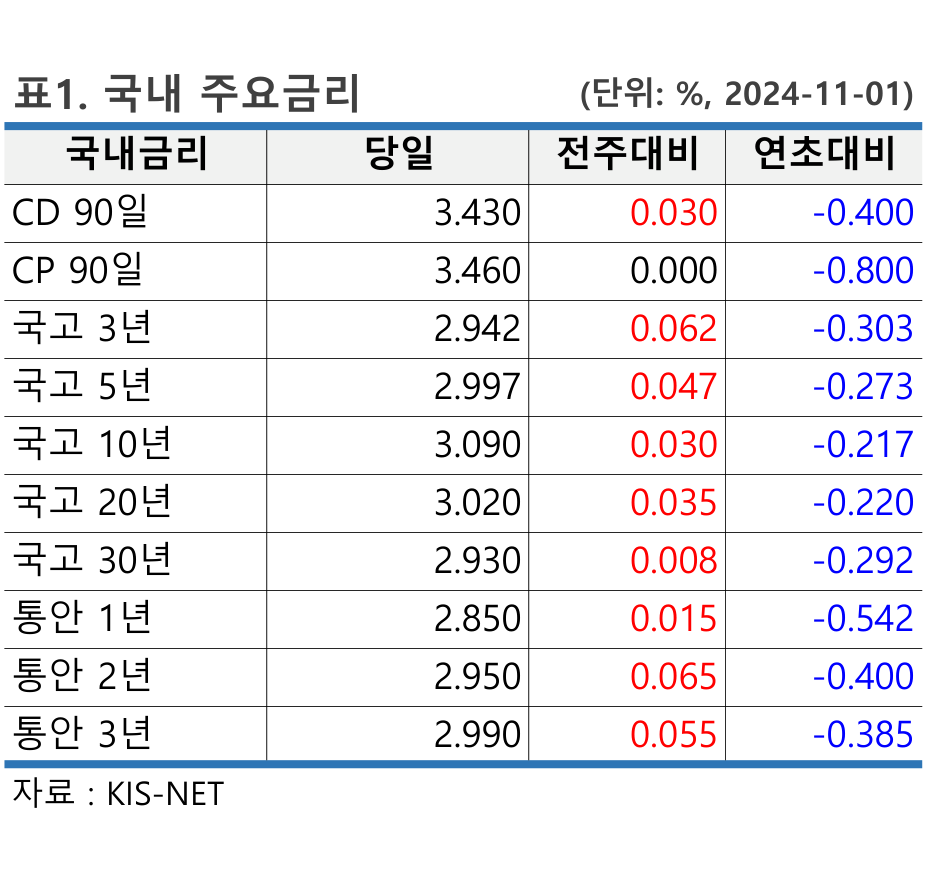 표1. 국내 주요금리 (단위: %, 2024-11-01)
국내금리 당일 전주대비 연초대비
CD 90일 3.430 0.030 -0.400
CP 90일 3.460 0.000 -0.800
국고 3년 2.942 0.062 -0.303
국고 5년 2.997 0.047 -0.273
국고 10년 3.090 0.030 -0.217
국고 20년 3.020 0.035 -0.220
국고 30년 2.930 0.008 -0.292
통안 1년 2.850 0.015 -0.542
통안 2년 2.950 0.065 -0.400
통안 3년 2.990 0.055 -0.385
자료 : KIS-NET